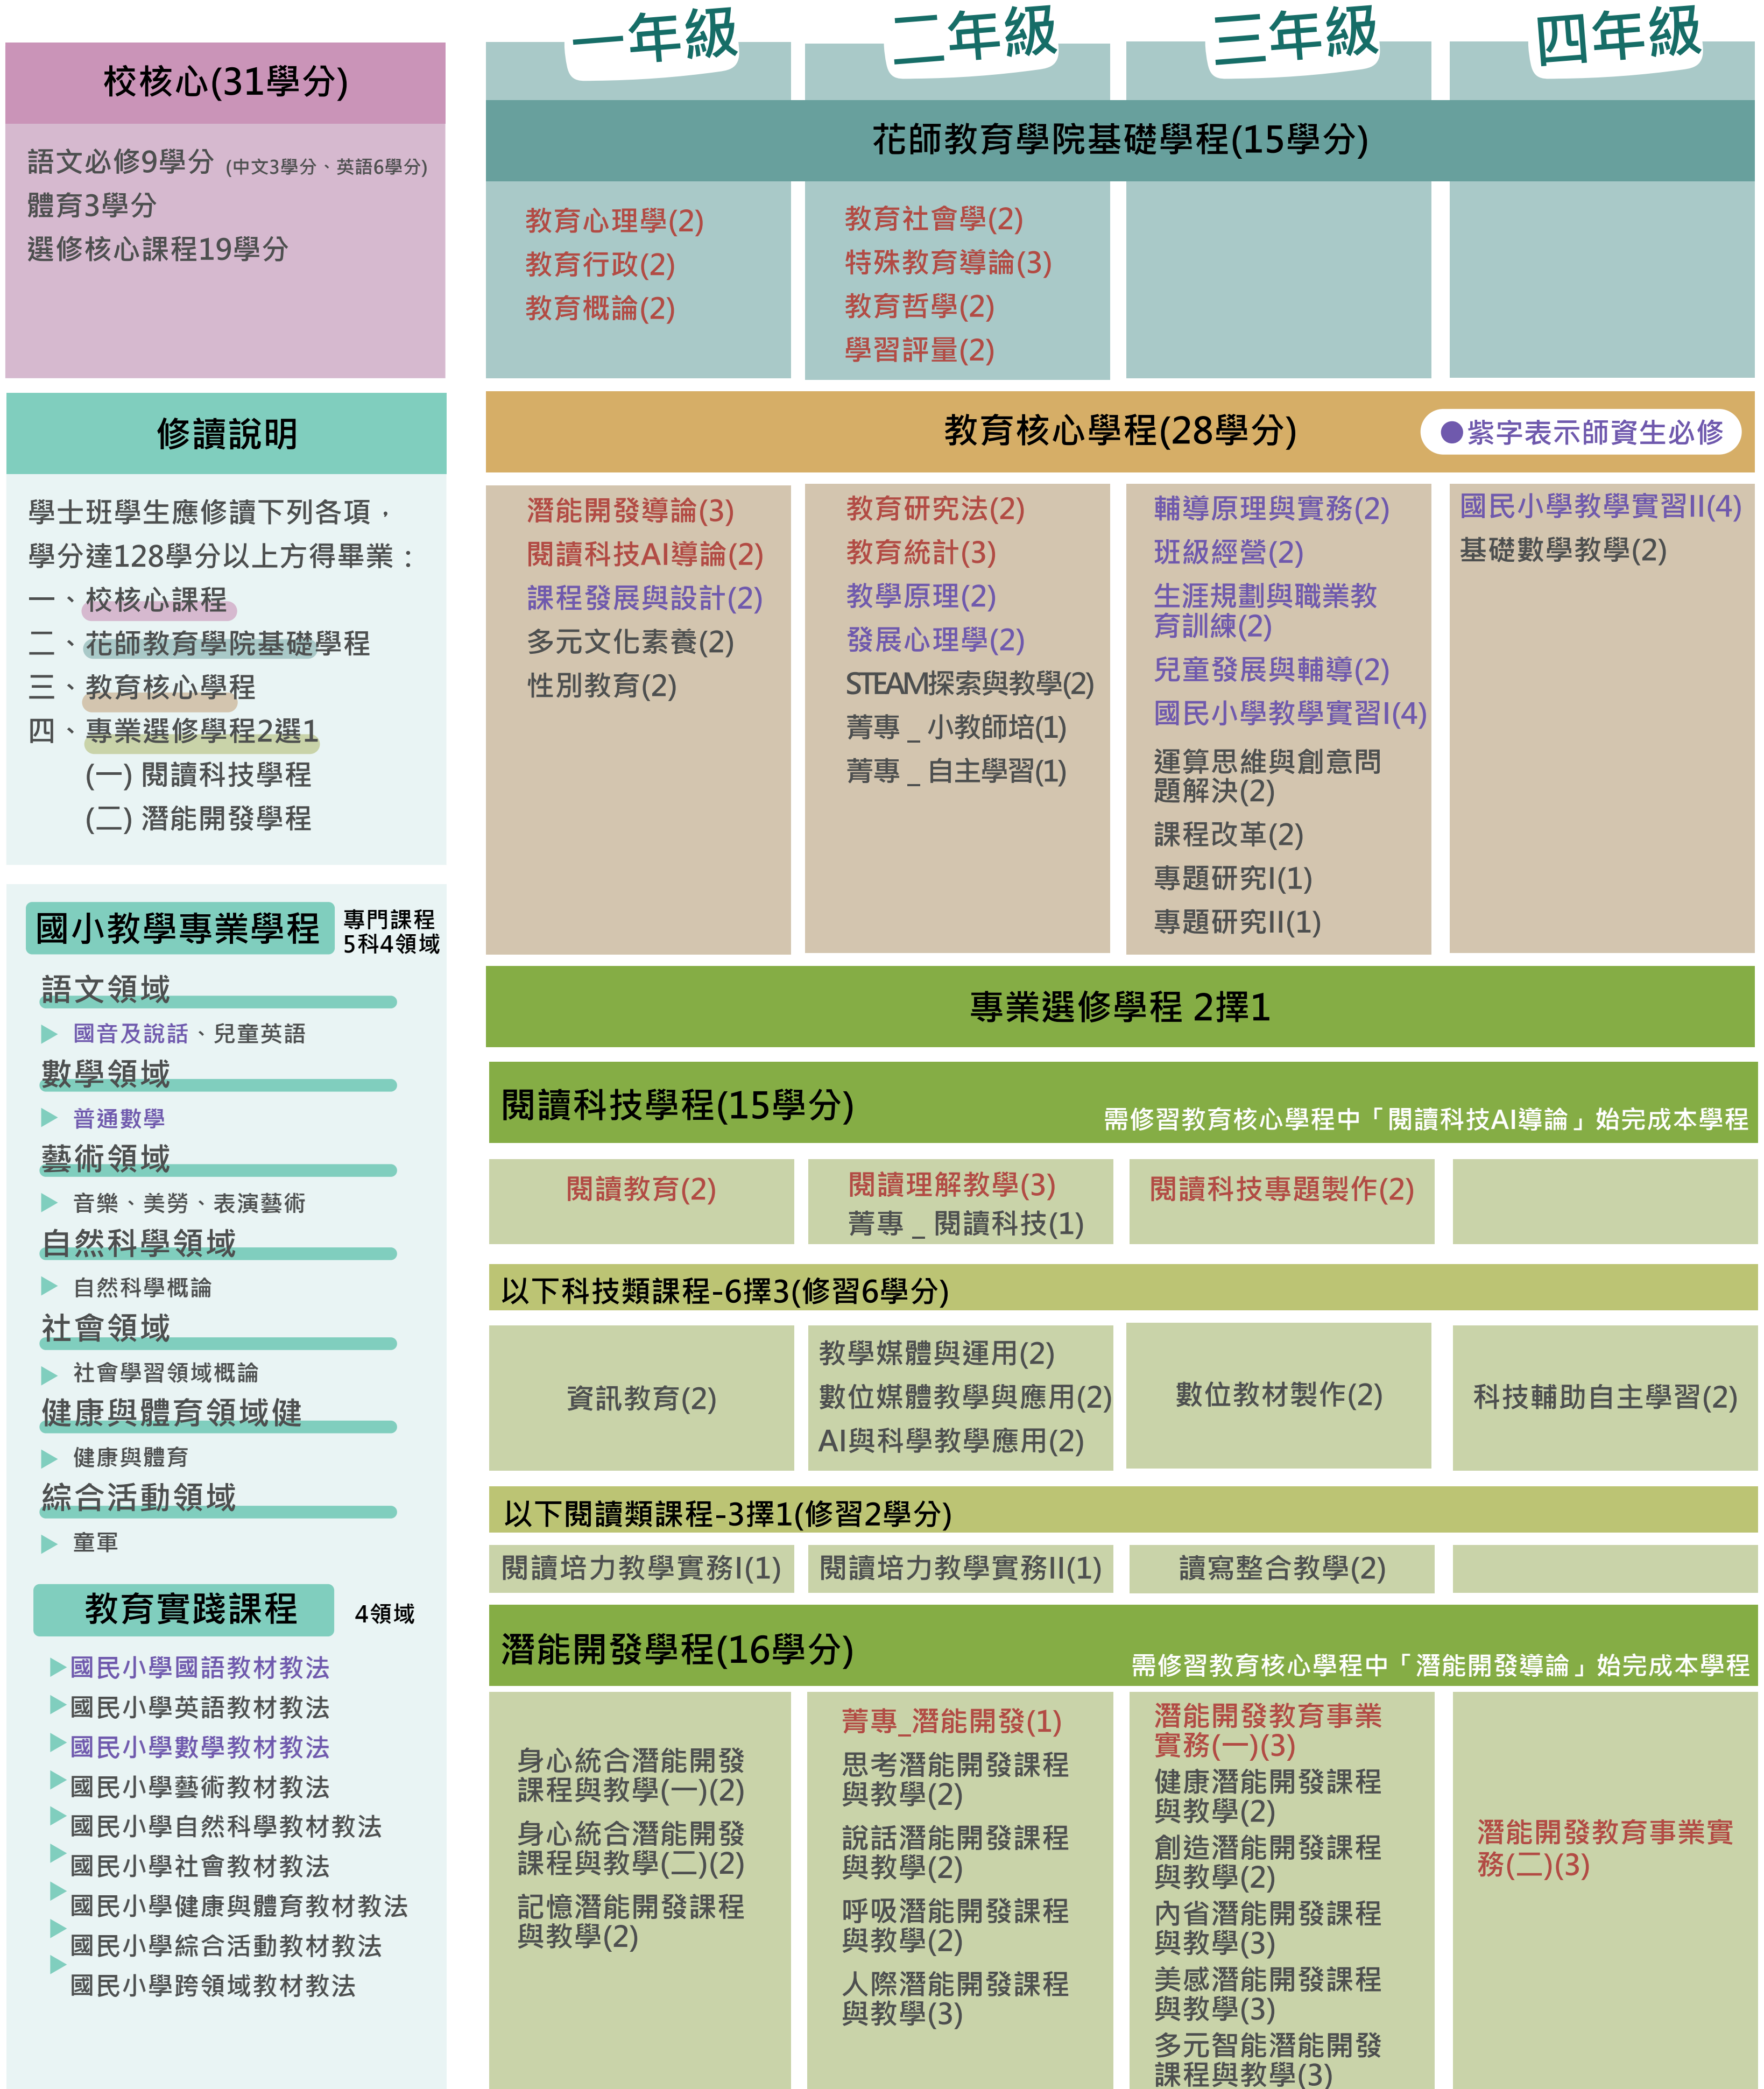 校核心(31學分)
語文必修9學分 (中文3學分、英語6學分)
體育3學分
選修核心課程19學分
修讀說明
學士班學生應修讀下列各項，
學分達128學分以上方得畢業：
一、校核心課程
二、花師教育學院基礎學程
三、教育核心學程
四、專業選修學程2選1
(一) 閱讀科技學程
(二) 潛能開發學程
國小教學專業學程
專門課程
5科4領域
語文領域
國音及說話、兒童英語
數學領域
普通數學
藝術領域
音樂、美勞、表演藝術
自然科學領域
自然科學概論
社會領域
社會學習領域概論
健康與體育領域健
健康與體育
綜合活動領域
童軍
教育實踐課程
4領域
國民小學國語教材教法
國民小學英語教材教法
國民小學數學教材教法
國民小學藝術教材教法
國民小學自然科學教材教法
國民小學社會教材教法
國民小學健康與體育教材教法
國民小學綜合活動教材教法
國民小學跨領域教材教法
一年級
二年級
三年級
四年級
花師教育學院基礎學程(15學分)
教育心理學(2)
教育行政(2)
教育概論(2)
教育社會學(2)
特殊教育導論(3)
教育哲學(2)
學習評量(2)
教育核心學程(28學分)
●紫字表示師資生必修
潛能開發導論(3)
閱讀科技AI導論(2)
課程發展與設計(2)
多元文化素養(2)
性別教育(2)
教育研究法(2)
教育統計(3)
教學原理(2)
發展心理學(2)
STEAM探索與教學(2)
菁專 _ 小教師培(1)
菁專 _ 自主學習(1)
輔導原理與實務(2)
班級經營(2)
生涯規劃與職業教
育訓練(2)
兒童發展與輔導(2)
國民小學教學實習I(4)
運算思維與創意問
題解決(2)
課程改革(2)
專題研究I(1)
專題研究II(1)
國民小學教學實習II(4)
基礎數學教學(2)
專業選修學程 2擇1
閱讀科技學程(15學分)
需修習教育核心學程中「閱讀科技AI導論」始完成本學程
閱讀教育(2)
閱讀理解教學(3)
菁專 _ 閱讀科技(1)
閱讀科技專題製作(2)
以下科技類課程-6擇3(修習6學分)
資訊教育(2)
教學媒體與運用(2)
數位媒體教學與應用(2)
AI與科學教學應用(2)
數位教材製作(2)
科技輔助自主學習(2)
以下閱讀類課程-3擇1(修習2學分)
閱讀培力教學實務I(1)
閱讀培力教學實務II(1)
讀寫整合教學(2)
潛能開發學程(16學分)
需修習教育核心學程中「潛能開發導論」始完成本學程
身心統合潛能開發
課程與教學(一)(2)
身心統合潛能開發
課程與教學(二)(2)
記憶潛能開發課程
與教學(2)
菁專_潛能開發(1)
思考潛能開發課程
與教學(2)
說話潛能開發課程
與教學(2)
呼吸潛能開發課程
與教學(2)
人際潛能開發課程
與教學(3)
潛能開發教育事業
實務(一)(3)
健康潛能開發課程
與教學(2)
創造潛能開發課程
與教學(2)
內省潛能開發課程
與教學(3)
美感潛能開發課程
與教學(3)
多元智能潛能開發
課程與教學(3)
潛能開發教育事業實
務(二)(3)